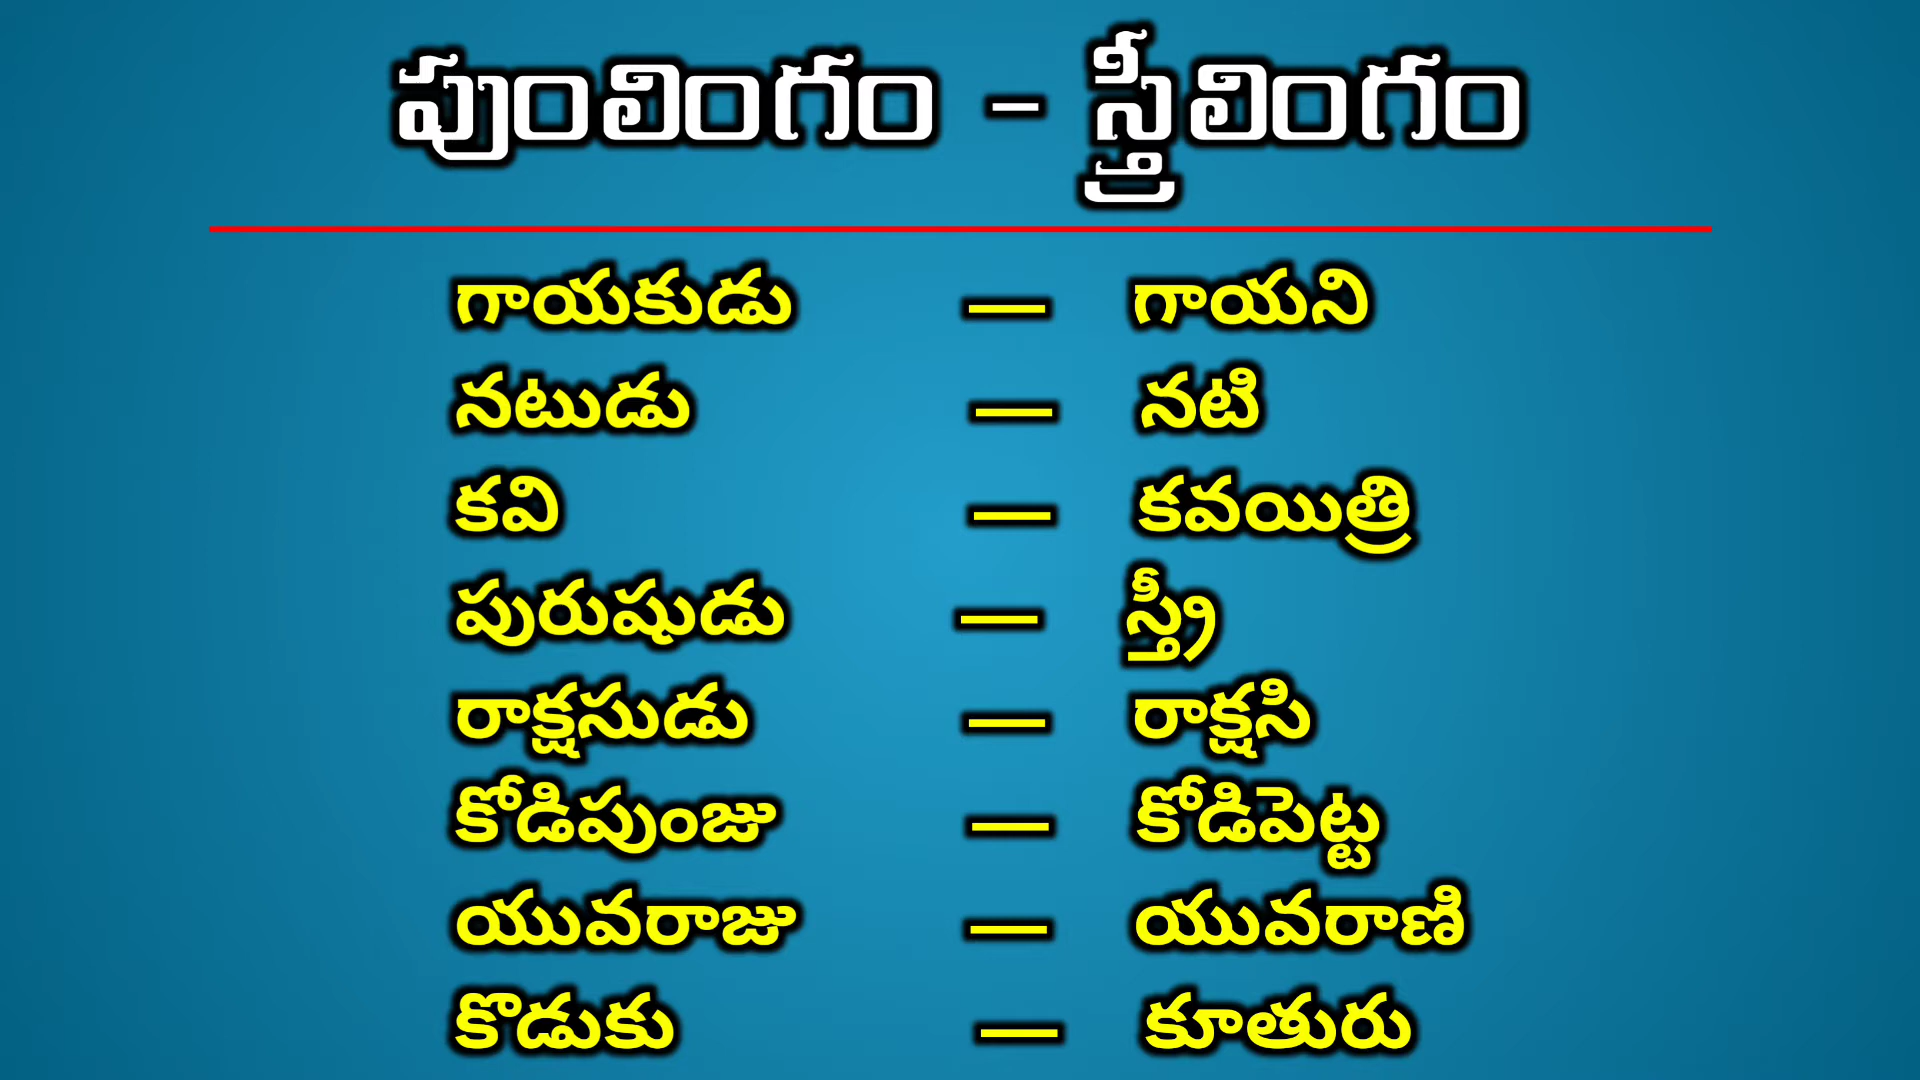 పుంలింగం - స్త్రీలింగం
గాయకుడు — గాయని
నటుడు — నటి
కవి — కవయిత్రి
పురుషుడు — స్త్రీ
రాక్షసుడు — రాక్షసి
కోడిపుంజు — కోడిపెట్ట
యువరాజు — యువరాణి
కొడుకు — కూతురు